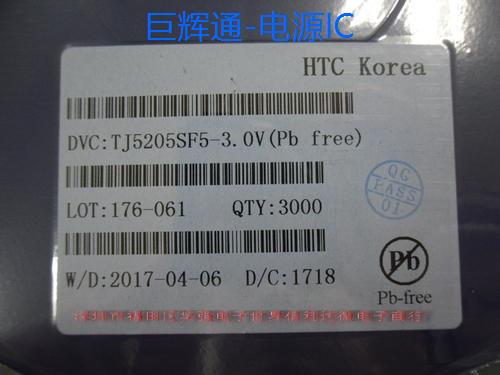 巨辉通-电源IC
HTC Korea
DVC:TJ5205SF5-3.0V(Pb free)
LOT:176-061 QTY:3000
QC
PASS
01
W/D:2017-04-06 D/C:1718
Pb
Pb-free